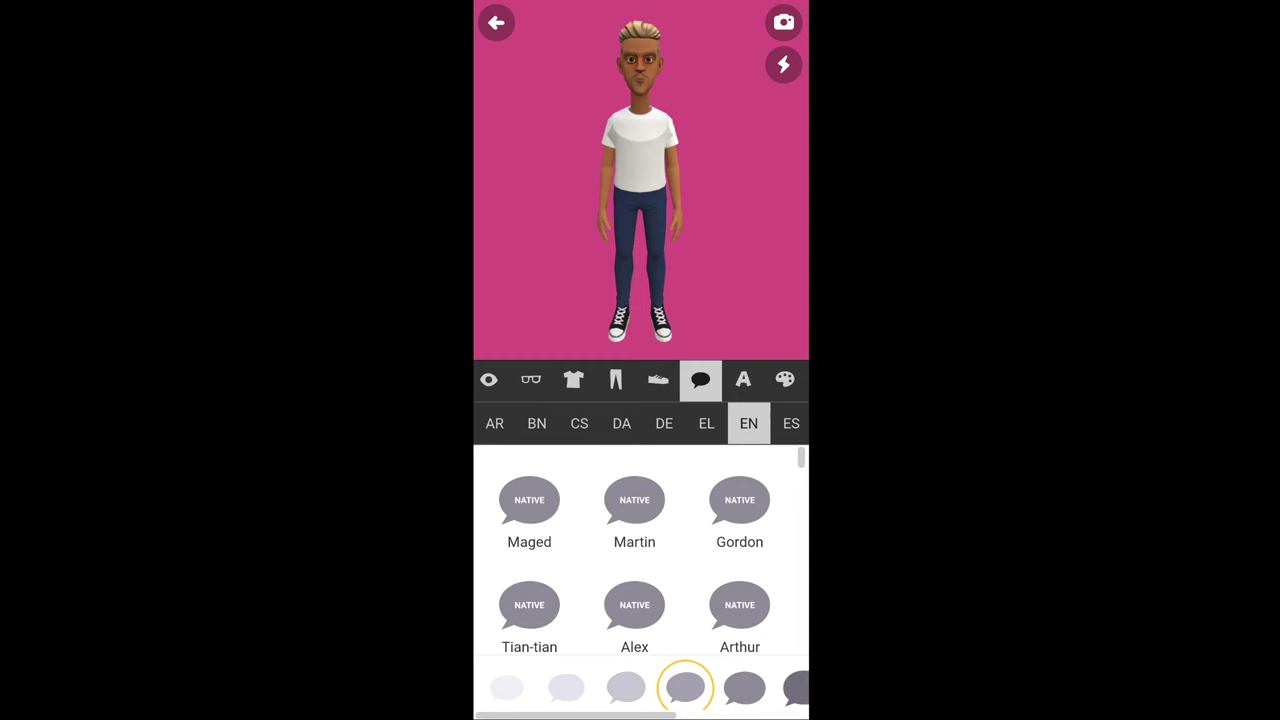 A
AR BN CS DA DE EL EN ES
NATIVE NATIVE NATIVE
Maged Martin Gordon
NATIVE NATIVE NATIVE
Tian-tian Alex Arthur